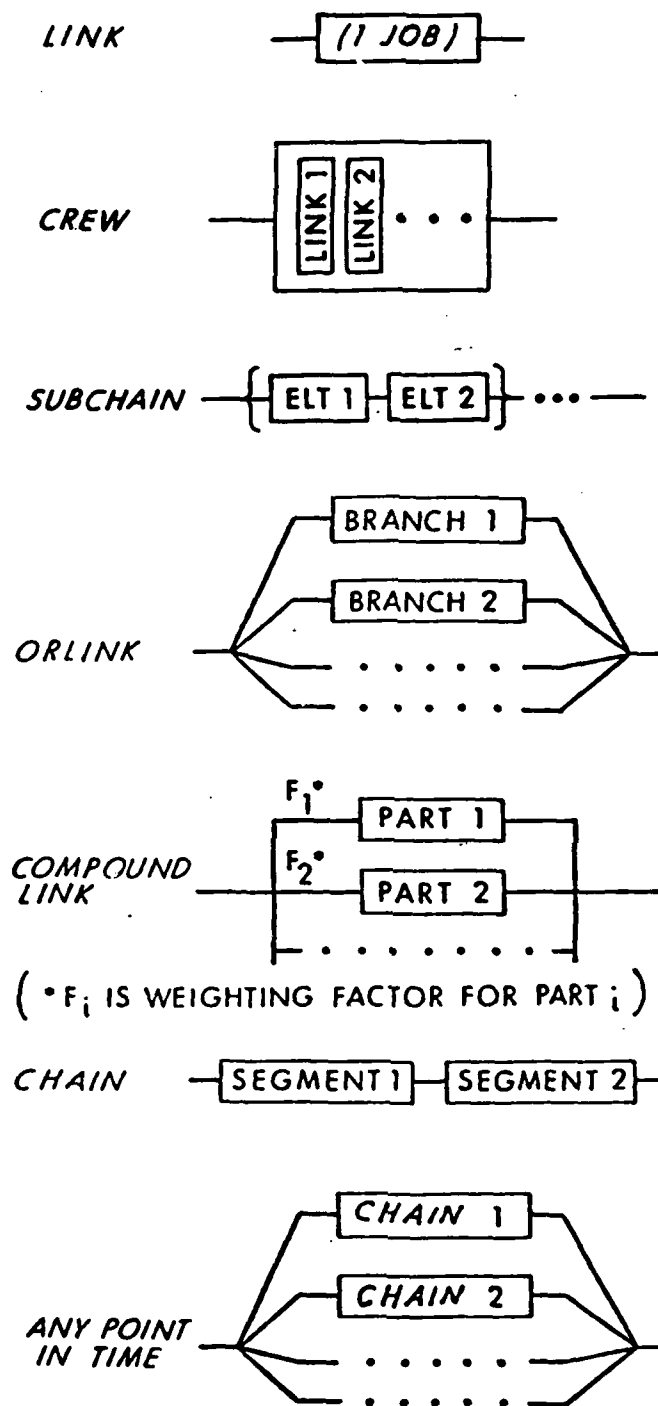 LINK (1 JOB)
CREW LINK 1 LINK 2 • • •
SUBCHAIN { ELT 1 ELT 2 } •••
BRANCH 1
BRANCH 2
ORLINK
F1* PART 1
F2* PART 2
COMPOUND
LINK
( *Fi IS WEIGHTING FACTOR FOR PART i )
CHAIN SEGMENT 1 SEGMENT 2
CHAIN 1
CHAIN 2
ANY POINT
IN TIME